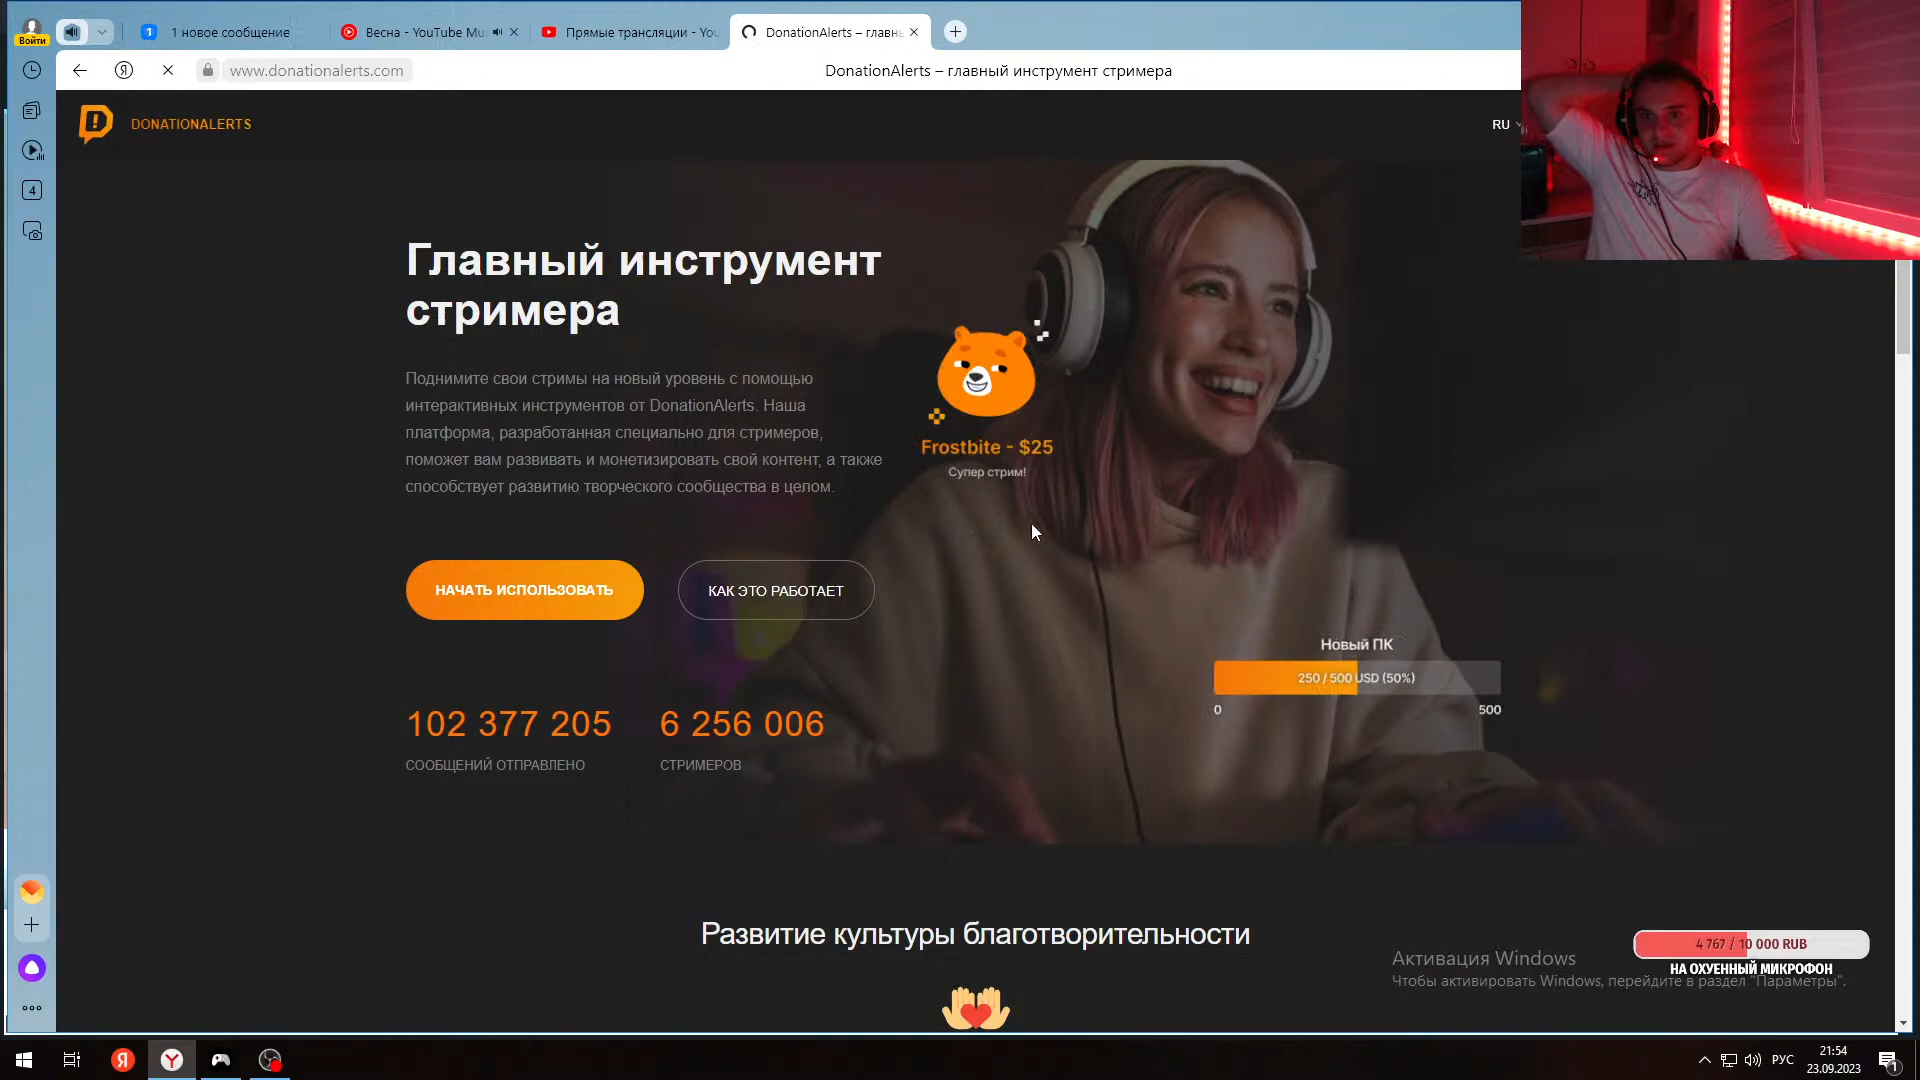 Войти
1
1 новое сообщение
Весна - YouTube Mu
Прямые трансляции - You
DonationAlerts – главны
www.donationalerts.com
DonationAlerts – главный инструмент стримера
4
DONATIONALERTS
RU
Главный инструмент
стримера
Поднимите свои стримы на новый уровень с помощью
интерактивных инструментов от DonationAlerts. Наша
платформа, разработанная специально для стримеров,
поможет вам развивать и монетизировать свой контент, а также
способствует развитию творческого сообщества в целом.
Frostbite - $25
Супер стрим!
НАЧАТЬ ИСПОЛЬЗОВАТЬ
КАК ЭТО РАБОТАЕТ
Новый ПК
250 / 500 USD (50%)
0
500
102 377 205
6 256 006
СООБЩЕНИЙ ОТПРАВЛЕНО
СТРИМЕРОВ
Развитие культуры благотворительности
4 767 / 10 000 RUB
НА ОХУЕННЫЙ МИКРОФОН
Активация Windows
Чтобы активировать Windows, перейдите в раздел "Параметры".
РУС
21:54
23.09.2023
1